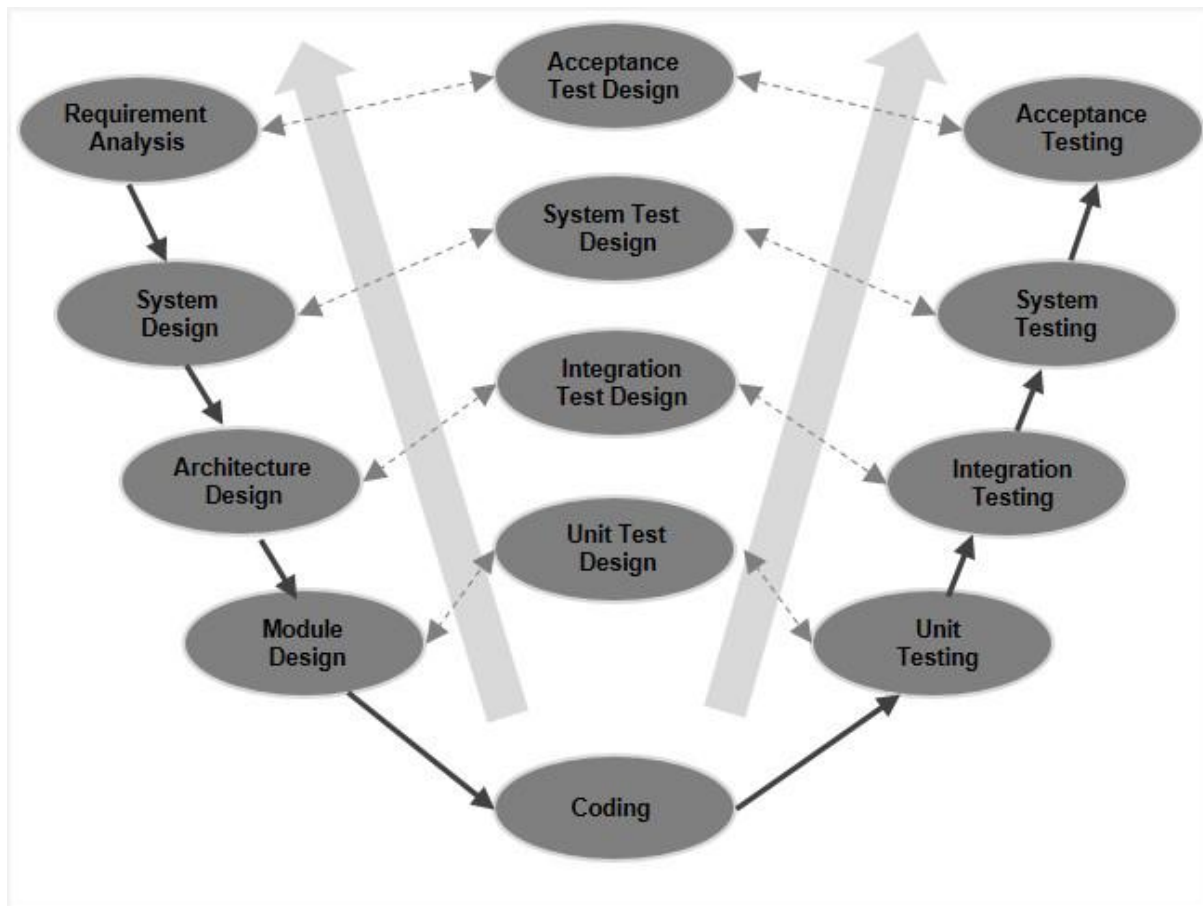 Acceptance
Test Design
Requirement
Analysis
Acceptance
Testing
System Test
Design
System
Design
System
Testing
Integration
Test Design
Architecture
Design
Integration
Testing
Unit Test
Design
Module
Design
Unit
Testing
Coding